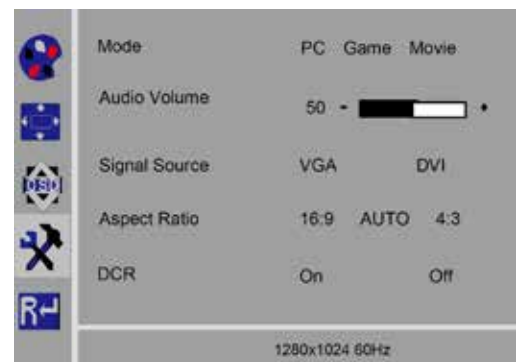 Mode PC Game Movie
Audio Volume 50 - +
Signal Source VGA DVI
OSD
Aspect Ratio 16:9 AUTO 4:3
DCR On Off
R
1280x1024 60Hz